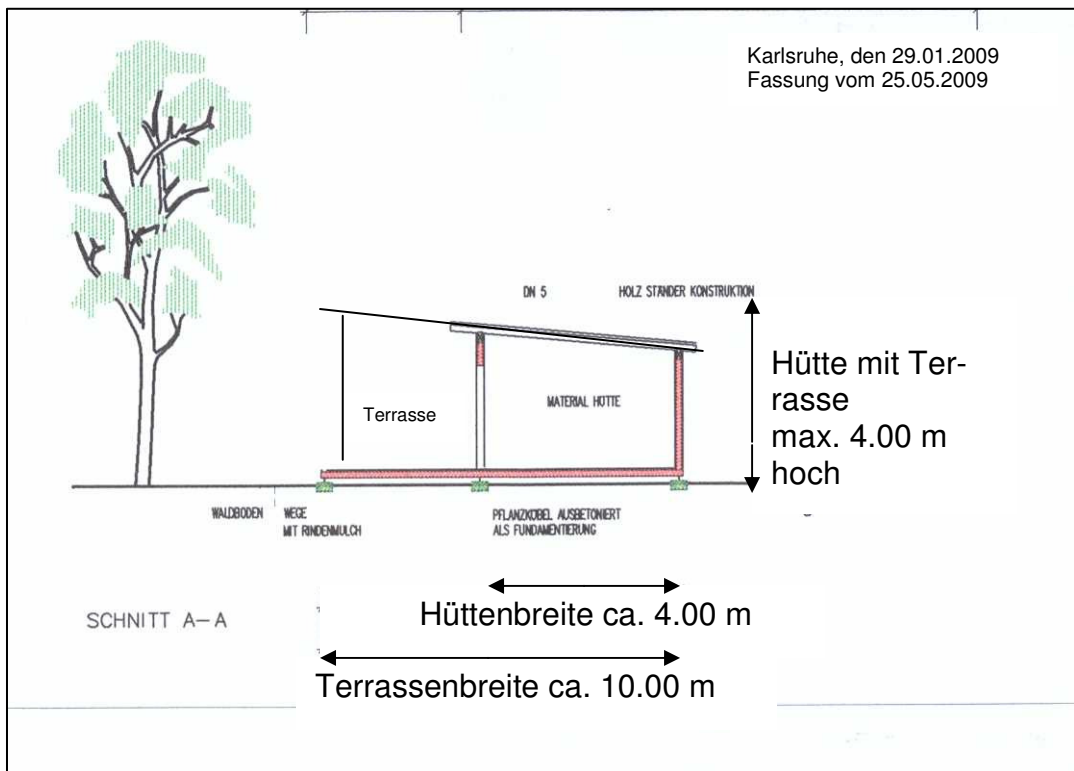 Karlsruhe, den 29.01.2009
Fassung vom 25.05.2009
DN 5
HOLZ STÄNDER KONSTRUKTION
Hütte mit Ter-
rasse
max. 4.00 m
hoch
MATERIAL HÜTTE
Terrasse
WALDBODEN
WEGE
MIT RINDENMULCH
PFLANZKÜBEL AUSBETONIERT
ALS FUNDAMENTIERUNG
SCHNITT A-A
Hüttenbreite ca. 4.00 m
Terrassenbreite ca. 10.00 m